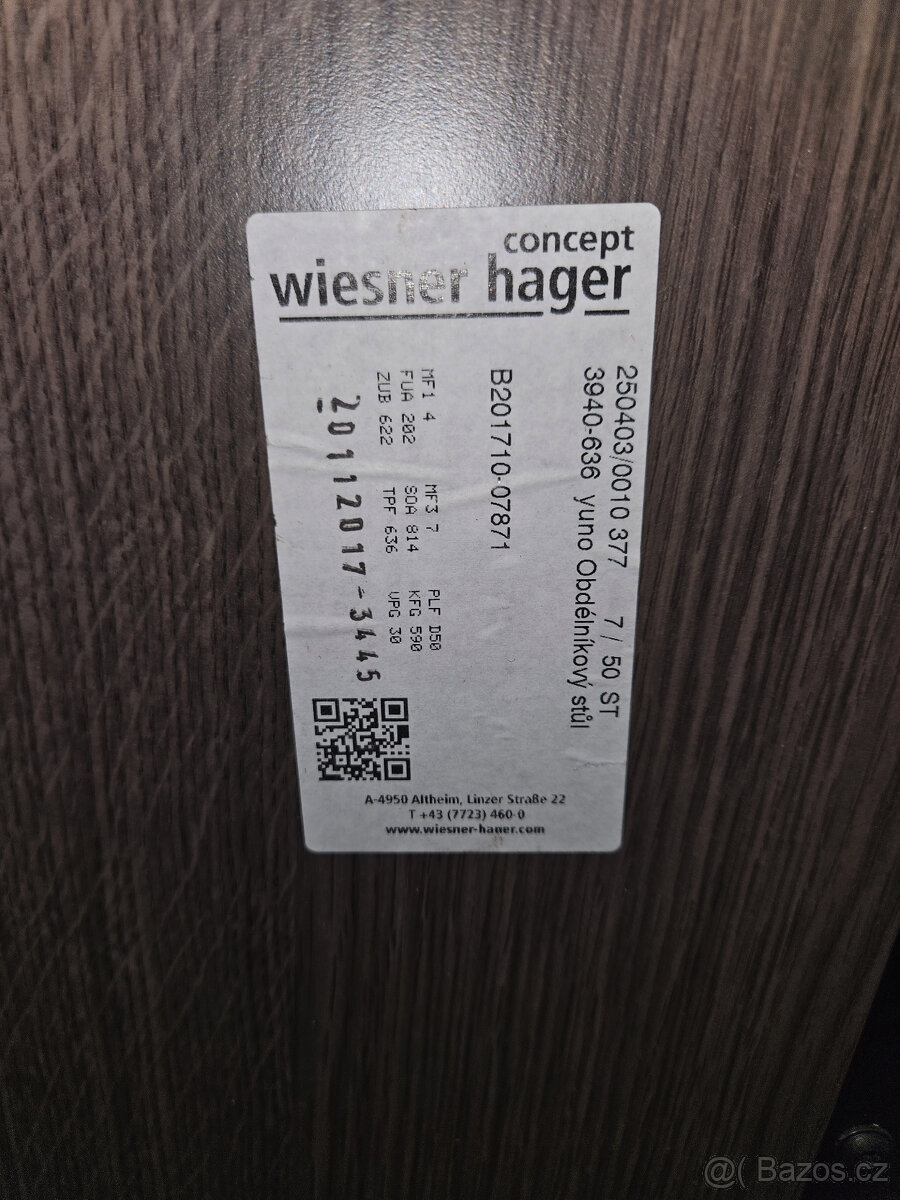 concept
wiesner hager
250403/0010 377 7 / 50 ST
3940-636 yuno Obdélníkový stůl
B201710-07871
MF1 4 MF3 7 PLF D50
FUA 202 SOA 814 KFG 590
ZUB 622 TPF 636 VPG 30
20112017-3445
A-4950 Altheim, Linzer Straße 22
T +43 (7723) 460-0
www.wiesner-hager.com
@( Bazos.cz